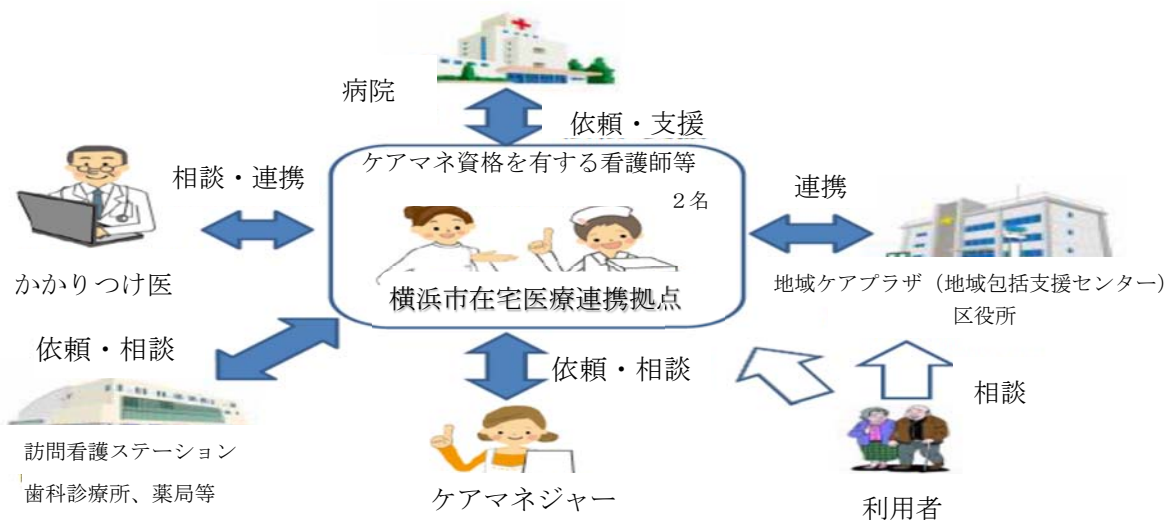 病院
依頼・支援
ケアマネ資格を有する看護師等
２名
相談・連携
連携
かかりつけ医
横浜市在宅医療連携拠点
地域ケアプラザ（地域包括支援センター）
区役所
依頼・相談
依頼・相談
相談
訪問看護ステーション
歯科診療所、薬局等
ケアマネジャー
利用者